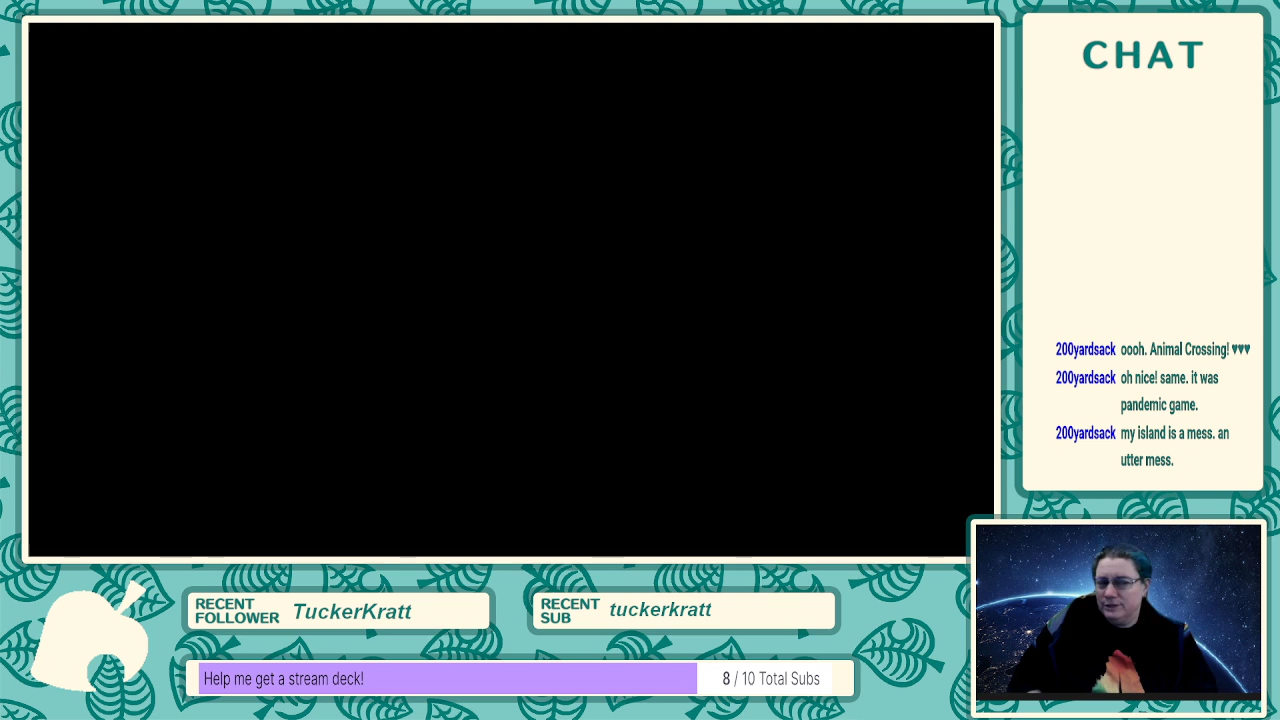 CHAT
200yardsack oooh. Animal Crossing! ♥♥♥
200yardsack oh nice! same. it was
pandemic game.
200yardsack my island is a mess. an
utter mess.
RECENT
FOLLOWER
TuckerKratt
RECENT
SUB
tuckerkratt
Help me get a stream deck!
8 / 10 Total Subs